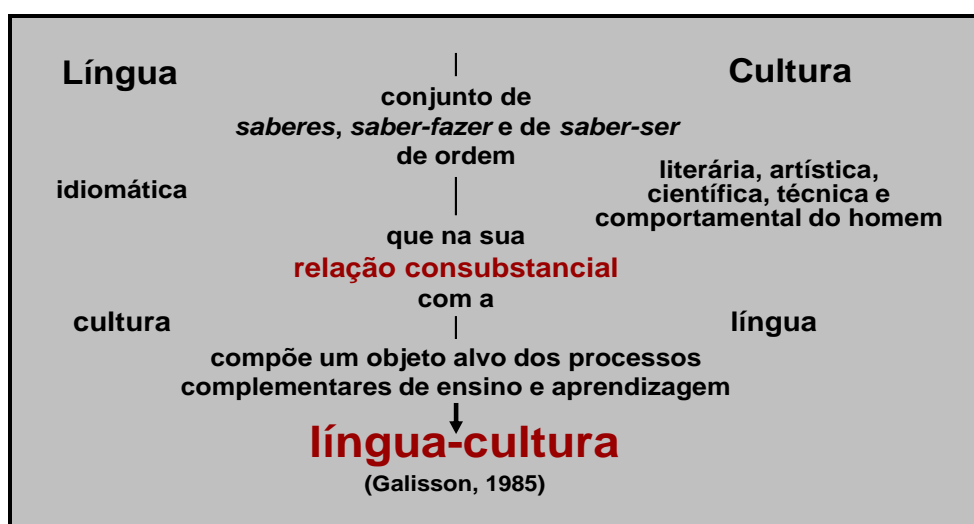 Língua
Cultura
conjunto de
saberes, saber-fazer e de saber-ser
de ordem
idiomática
literária, artística,
científica, técnica e
comportamental do homem
que na sua
relação consubstancial
com a
cultura
língua
compõe um objeto alvo dos processos
complementares de ensino e aprendizagem
língua-cultura
(Galisson, 1985)